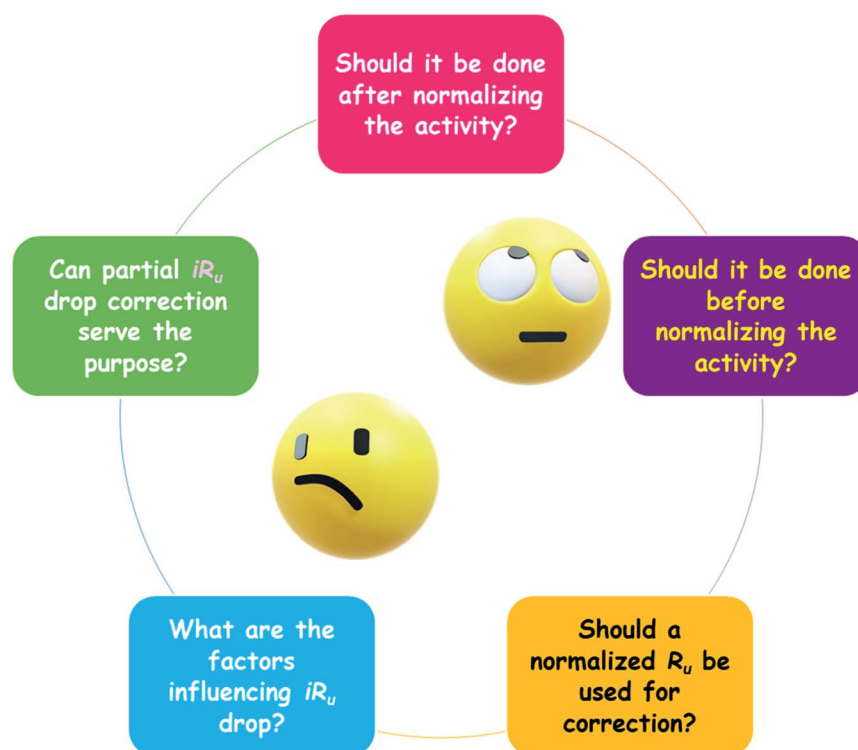 Should it be done
after normalizing
the activity?
Can partial iRu
drop correction
serve the
purpose?
Should it be done
before
normalizing the
activity?
What are the
factors
influencing iRu
drop?
Should a
normalized Ru be
used for
correction?